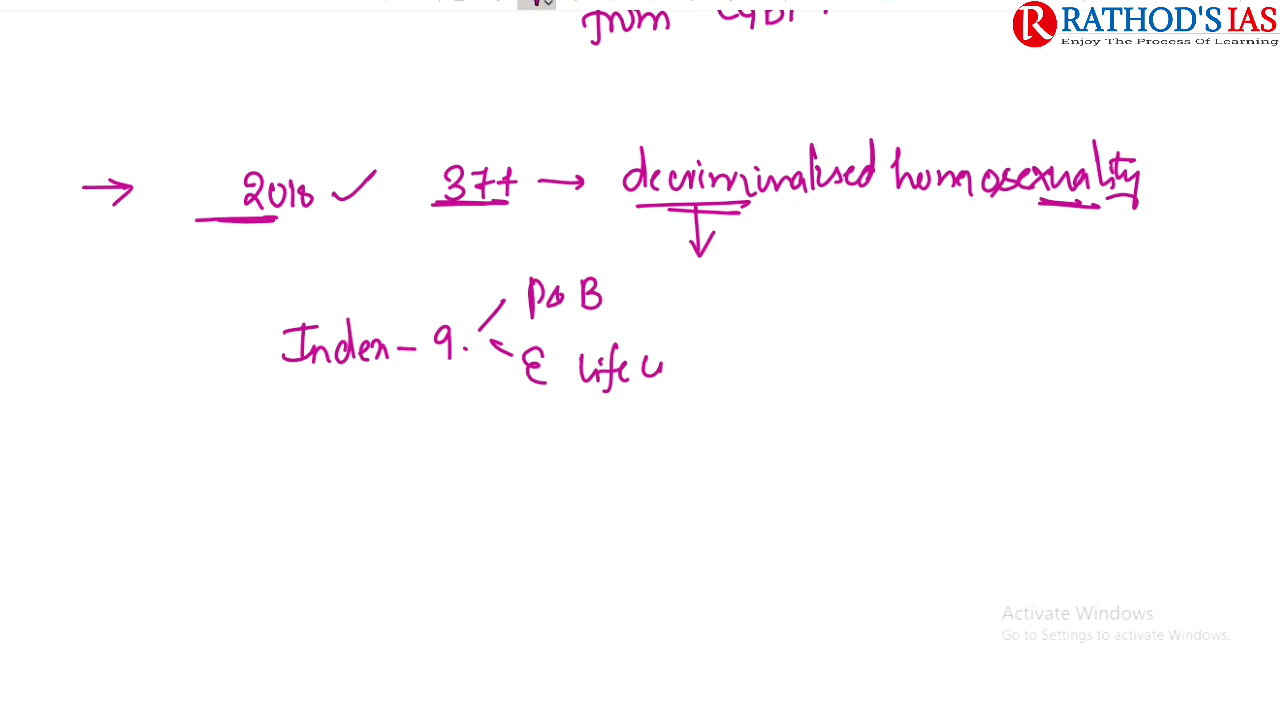 from
RATHOD'S IAS
Enjoy The Process Of Learning
→ 2018 ✓ 377 → decriminalised homosexuality
P&B
Index - 9.
E life u
Activate Windows
Go to Settings to activate Windows.